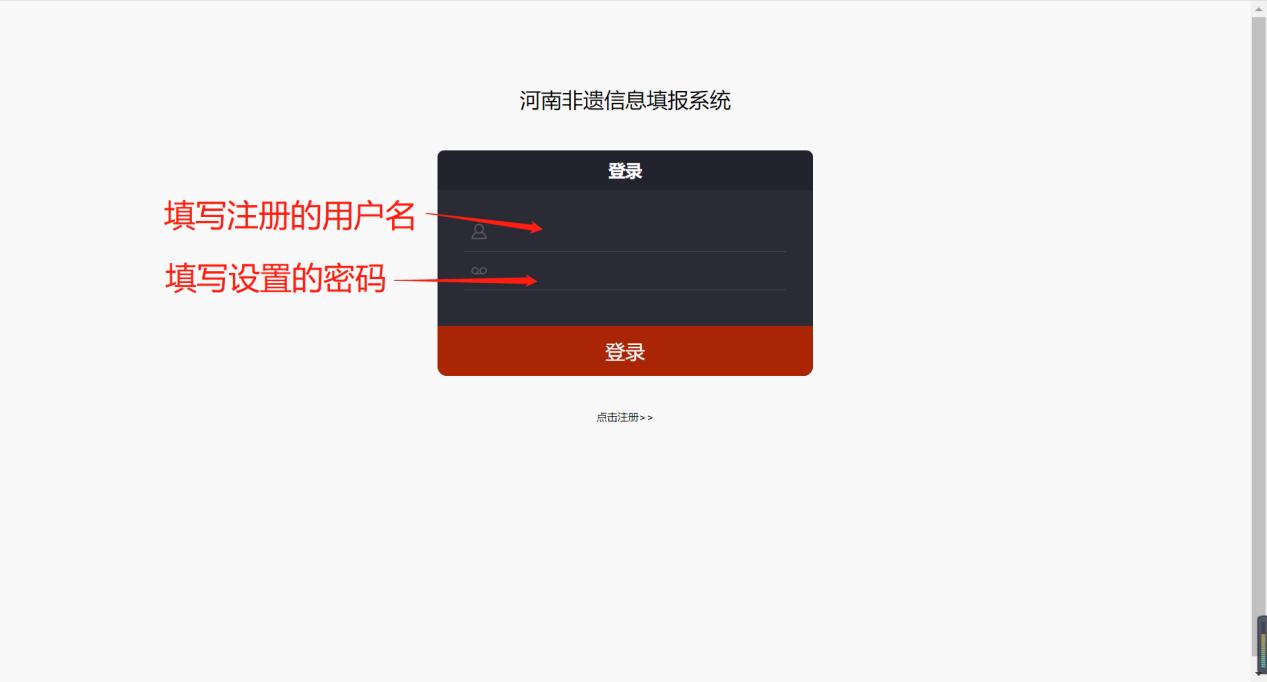 河南非遗信息填报系统
登录
填写注册的用户名
填写设置的密码
登录
点击注册>>